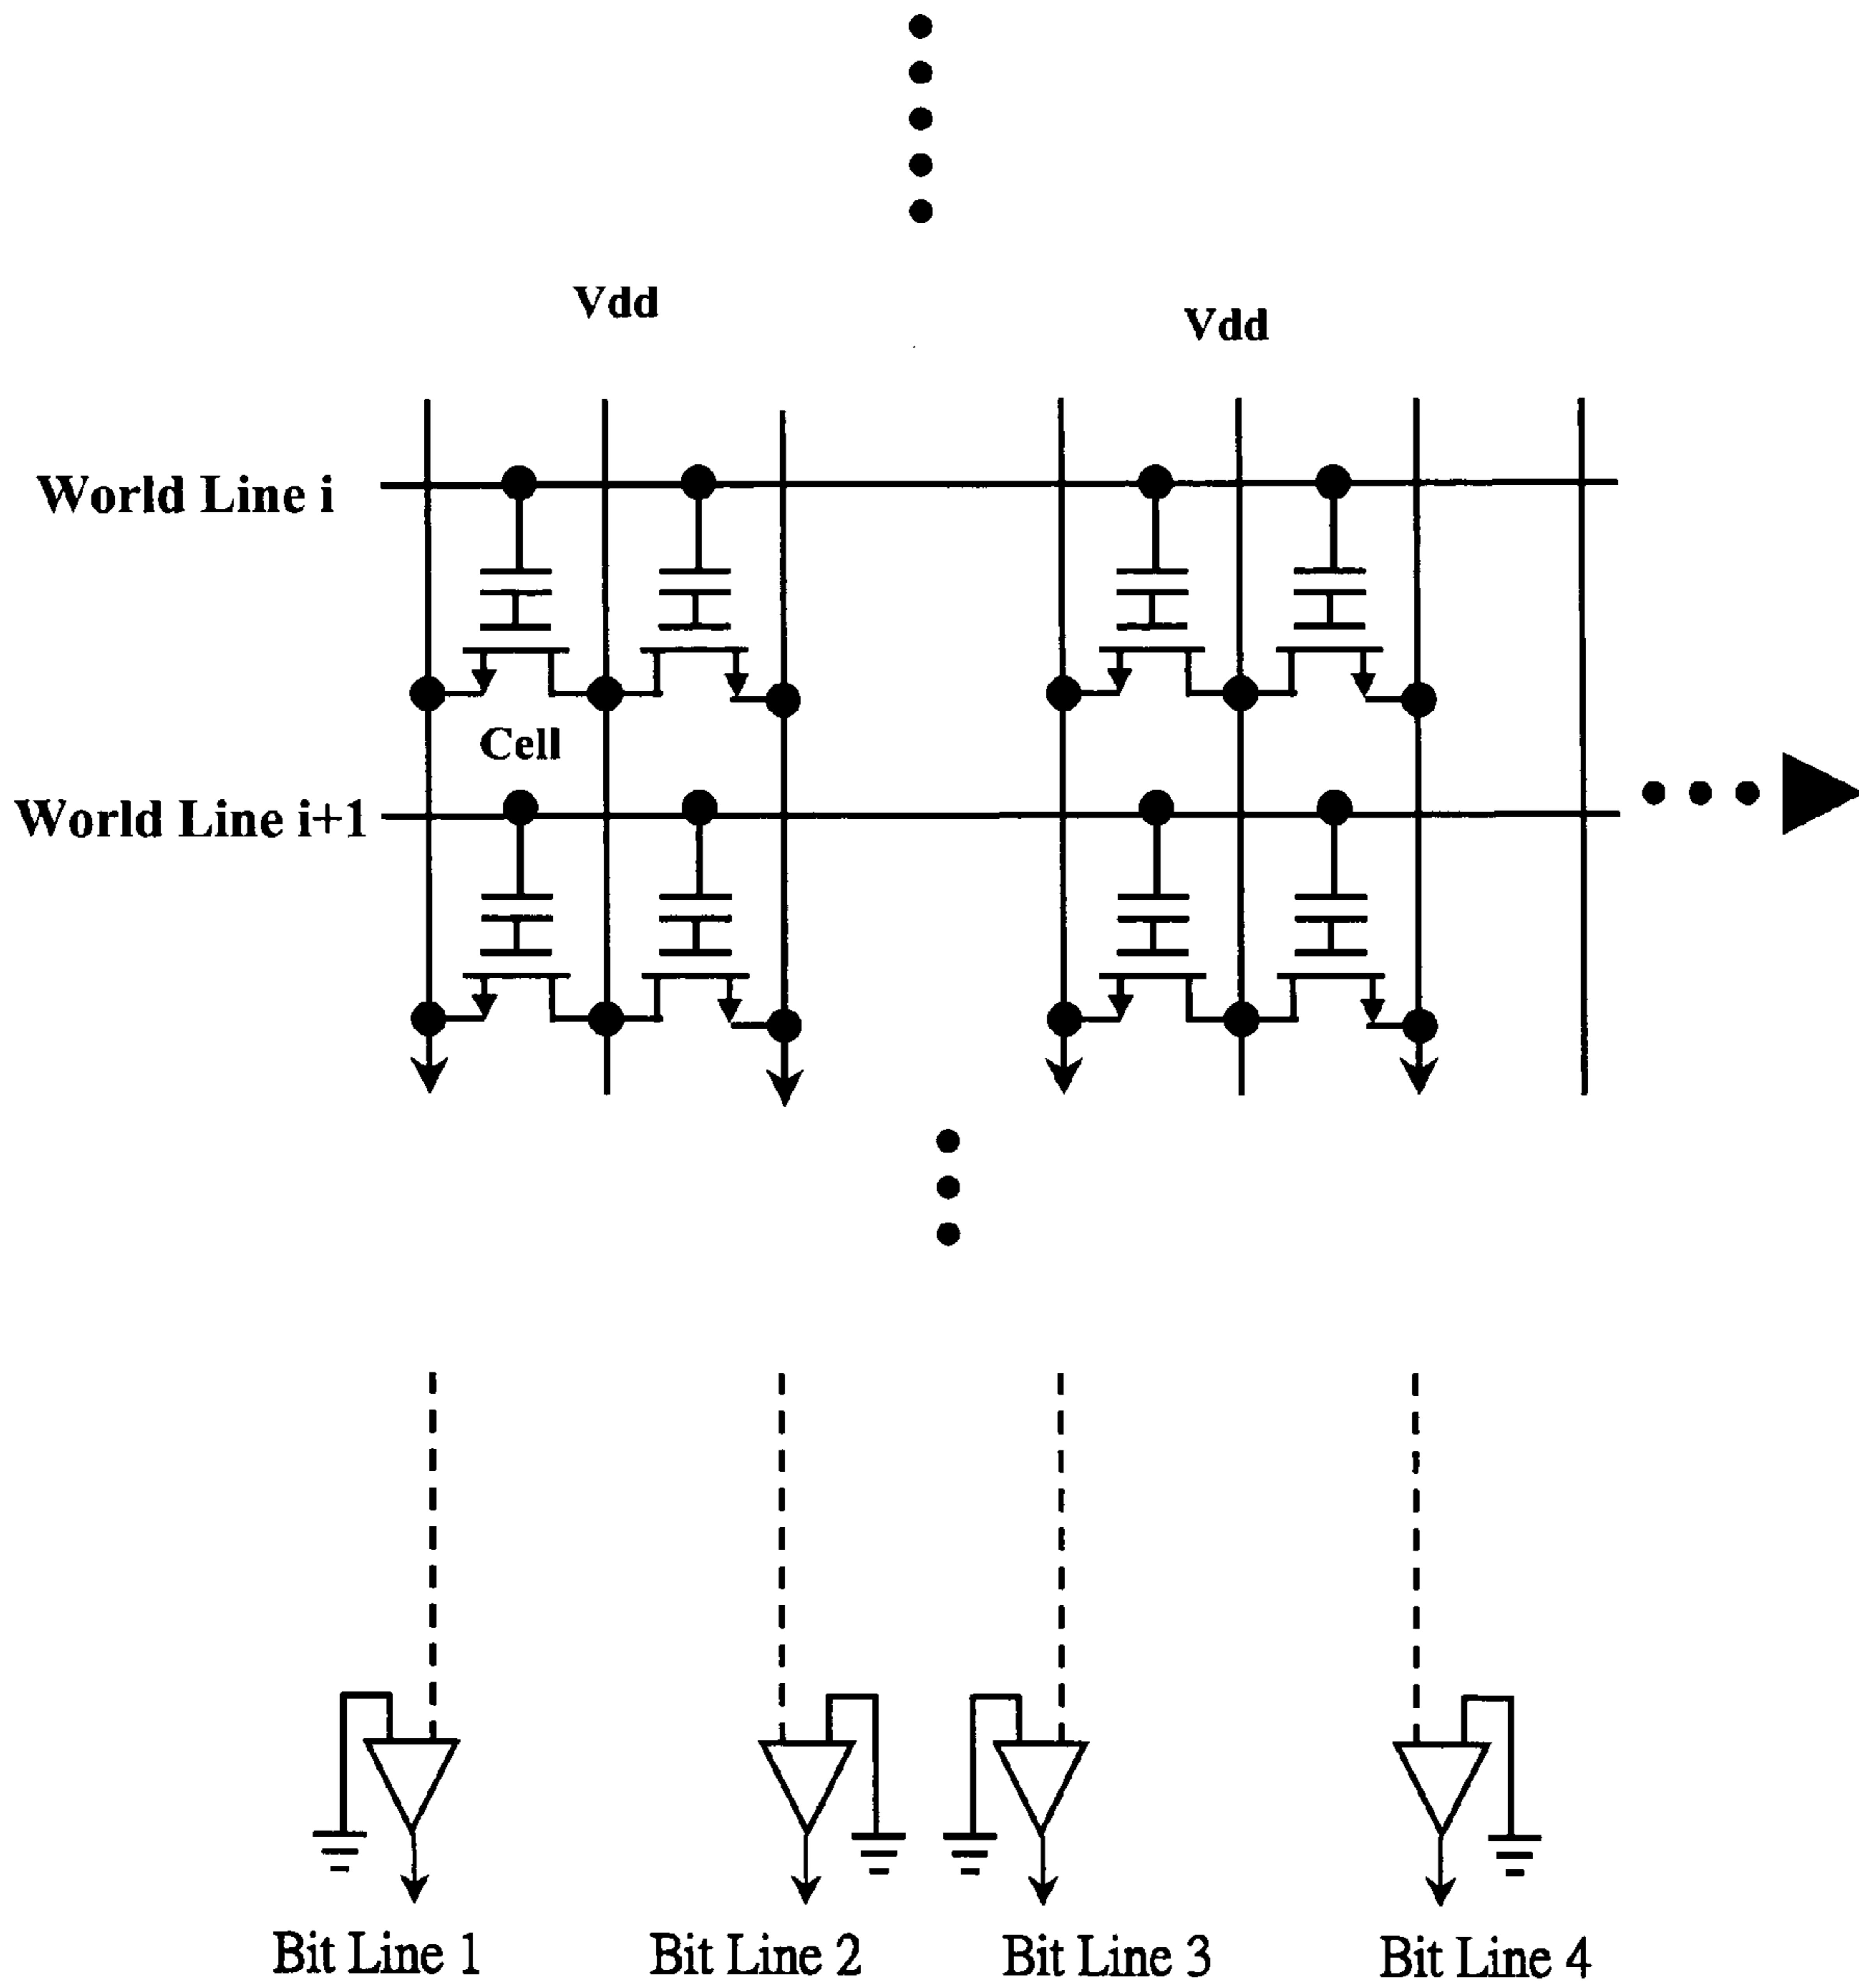 Vdd
Vdd
World Line i
Cell
World Line i+1
Bit Line 1
Bit Line 2
Bit Line 3
Bit Line 4